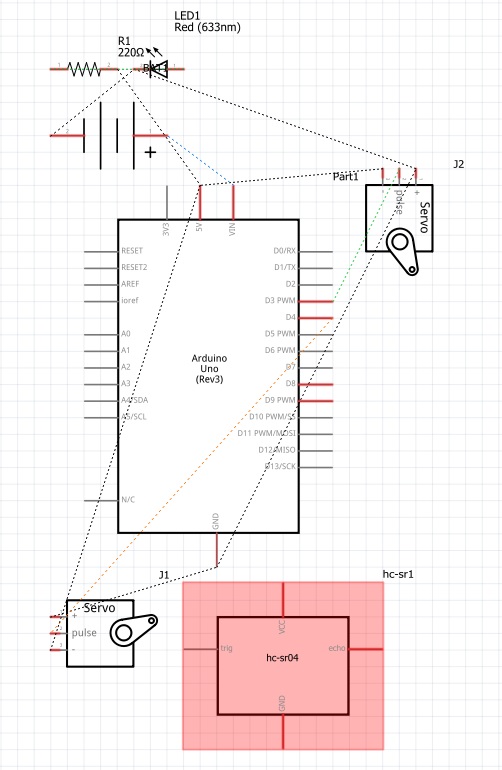 LED1
Red (633nm)
R1
220Ω
J2
Part1
+
pulse
-
Servo
3V3
5V
VIN
RESET
RESET2
AREF
ioref
A0
A1
A2
A3
A4/SDA
A5/SCL
N/C
Arduino
Uno
(Rev3)
D0/RX
D1/TX
D2
D3 PWM
D4
D5 PWM
D6 PWM
D7
D8
D9 PWM
D10 PWM/SS
D11 PWM/MOSI
D12/MISO
D13/SCK
GND
J1
Servo
+
pulse
-
hc-sr1
VCC
trig
hc-sr04
echo
GND